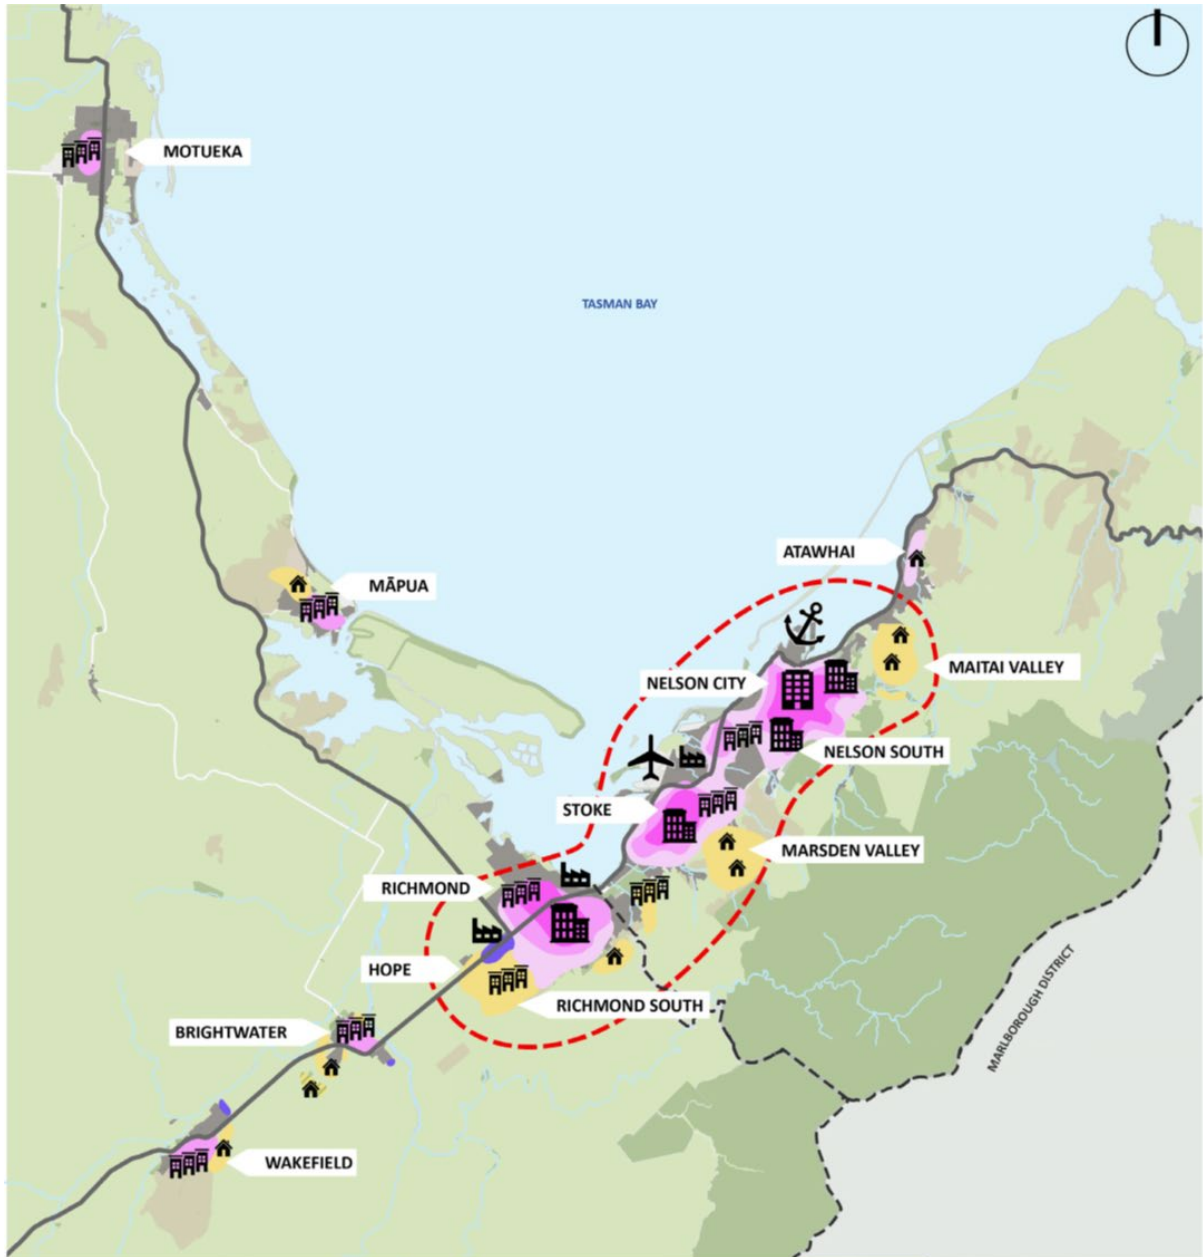 MOTUEKA
TASMAN BAY
ATAWHAI
MĀPUA
MAITAI VALLEY
NELSON CITY
NELSON SOUTH
STOKE
MARSDEN VALLEY
RICHMOND
HOPE
RICHMOND SOUTH
BRIGHTWATER
MARLBOROUGH DISTRICT
WAKEFIELD